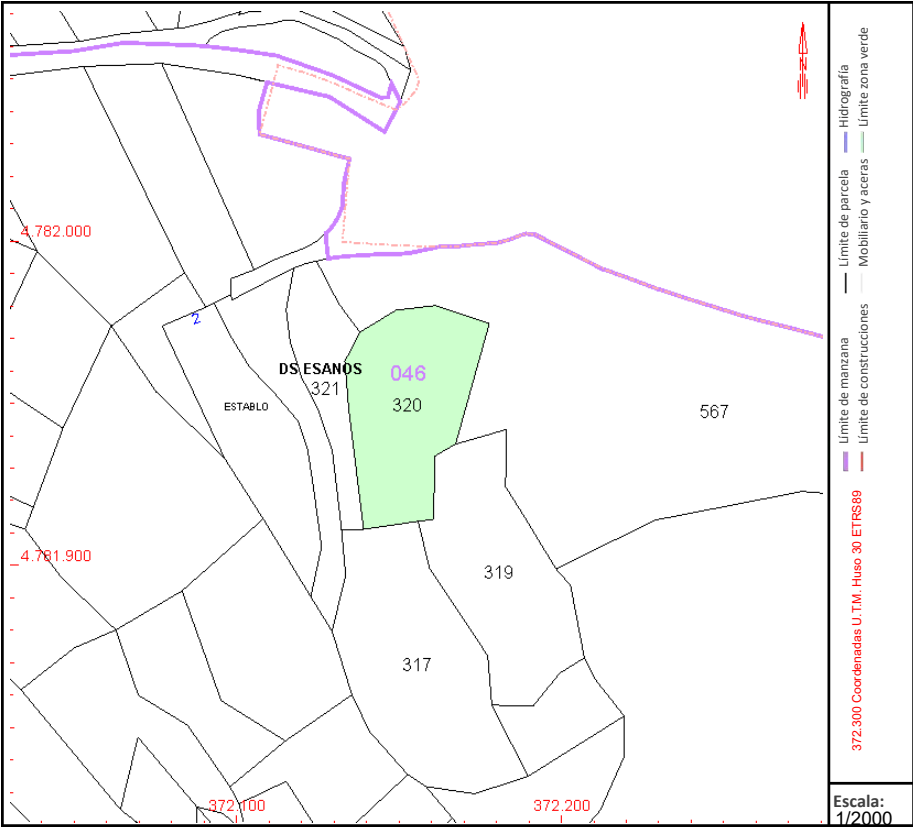 4.782.000
2
DS ESANOS
321
046
320
ESTABLO
567
4.781.900
319
317
372.100
372.200
N
Límite de manzana
Límite de parcela
Hidrografía
Límite de construcciones
Mobiliario y aceras
Límite zona verde
372.300 Coordenadas U.T.M. Huso 30 ETRS89
Escala:
1/2000